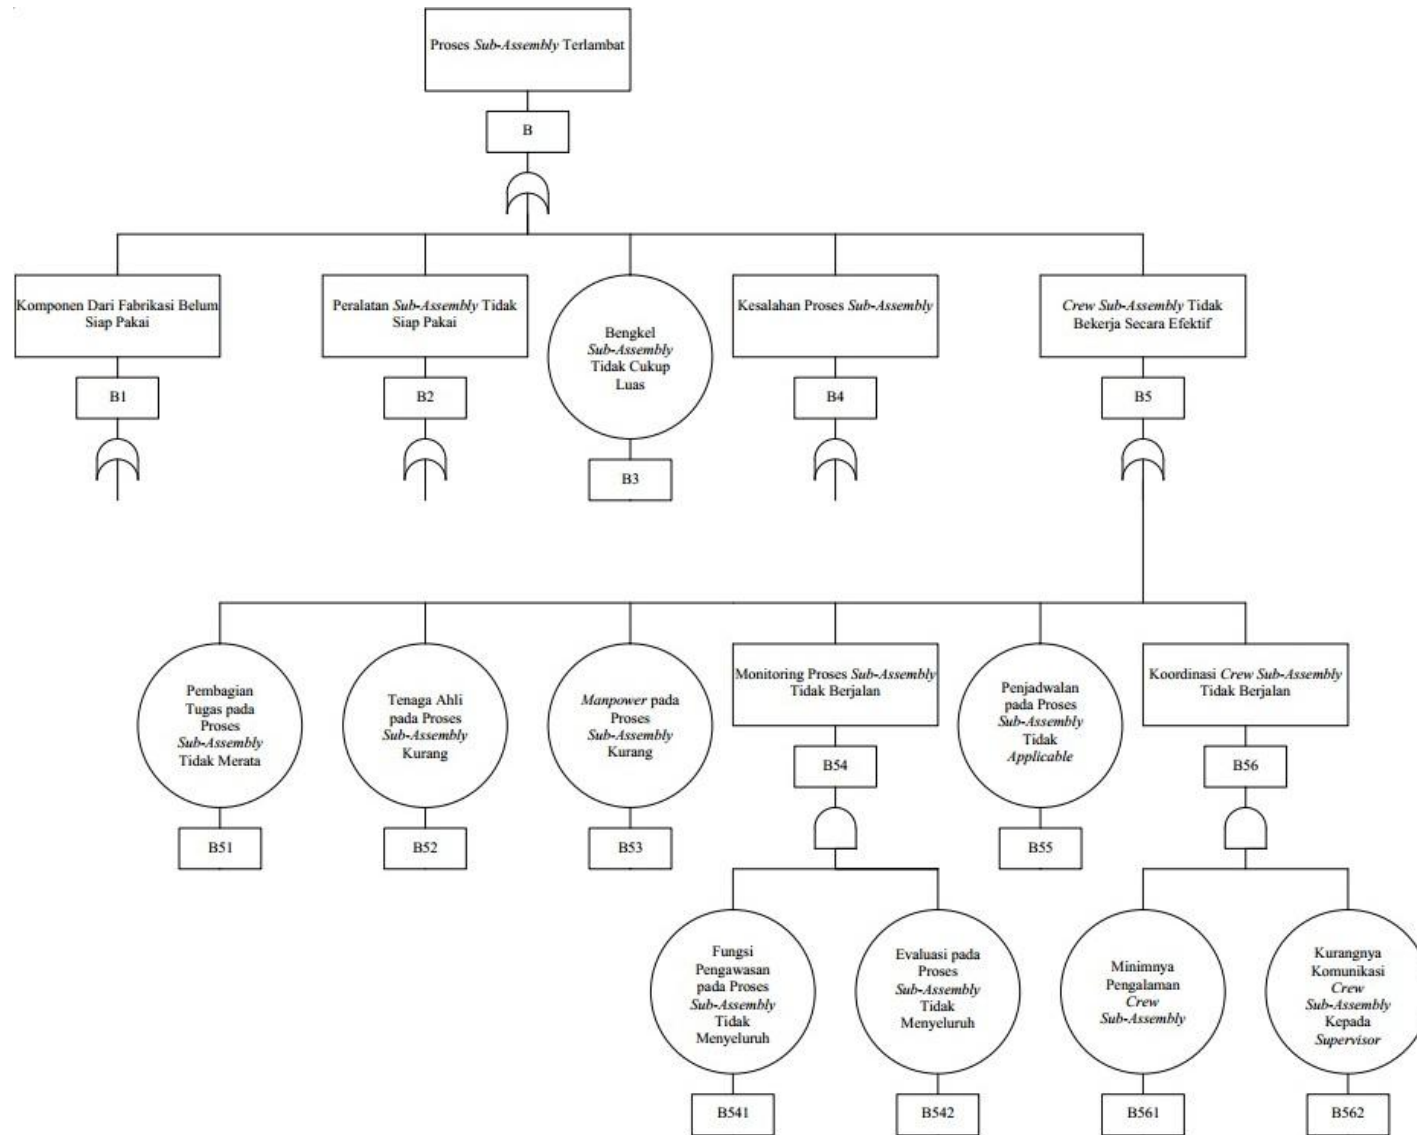 Proses Sub-Assembly Terlambat
B
Komponen Dari Fabrikasi Belum
Siap Pakai
B1
Peralatan Sub-Assembly Tidak
Siap Pakai
B2
Bengkel
Sub-Assembly
Tidak Cukup
Luas
B3
Kesalahan Proses Sub-Assembly
B4
Crew Sub-Assembly Tidak
Bekerja Secara Efektif
B5
Pembagian
Tugas pada
Proses
Sub-Assembly
Tidak Merata
B51
Tenaga Ahli
pada Proses
Sub-Assembly
Kurang
B52
Manpower pada
Proses
Sub-Assembly
Kurang
B53
Monitoring Proses Sub-Assembly
Tidak Berjalan
B54
Penjadwalan
pada Proses
Sub-Assembly
Tidak
Applicable
B55
Koordinasi Crew Sub-Assembly
Tidak Berjalan
B56
Fungsi
Pengawasan
pada Proses
Sub-Assembly
Tidak
Menyeluruh
B541
Evaluasi pada
Proses
Sub-Assembly
Tidak
Menyeluruh
B542
Minimnya
Pengalaman
Crew
Sub-Assembly
B561
Kurangnya
Komunikasi
Crew
Sub-Assembly
Kepada
Supervisor
B562